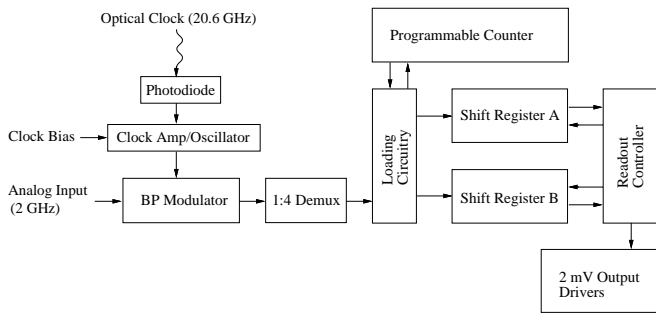 Optical Clock (20.6 GHz)
Programmable Counter
Photodiode
Clock Bias
Clock Amp/Oscillator
Loading
Circuitry
Shift Register A
Readout
Controller
Analog Input
(2 GHz)
BP Modulator
1:4 Demux
Shift Register B
2 mV Output
Drivers